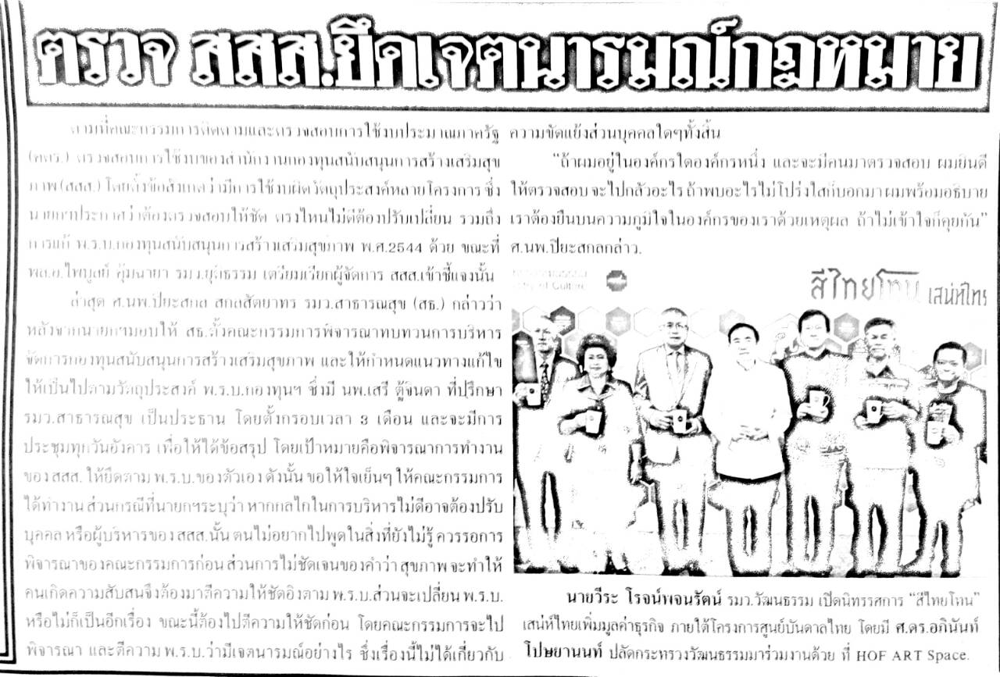 ตรวจ สสส.ยึดเจตนารมณ์กฎหมาย
ตามที่คณะกรรมการติดตามและตรวจสอบการใช้งบประมาณภาครัฐ
(คตร.) ตรวจสอบการใช้งบของสำนักงานกองทุนสนับสนุนการสร้างเสริมสุข
ภาพ(สสส.) โดยตั้งข้อสังเกตว่ามีการใช้งบผิดวัตถุประสงค์หลายโครงการ ซึ่ง
นายกฯประกาศว่าต้องตรวจสอบให้ชัด ตรงไหนไม่ดีต้องปรับเปลี่ยน รวมถึง
การแก้ พ.ร.บ.กองทุนสนับสนุนการสร้างเสริมสุขภาพ พ.ศ.2544 ด้วย ขณะที่
พล.อ.ไพบูลย์ คุ้มฉายา รมว.ยุติธรรม เตรียมเรียกผู้จัดการ สสส.เข้าชี้แจงนั้น
ล่าสุด ศ.นพ.ปิยะสกล สกลสัตยาทร รมว.สาธารณสุข (สธ.) กล่าวว่า
หลังจากนายกฯมอบให้ สธ.ตั้งคณะกรรมการพิจารณาทบทวนการบริหาร
จัดการกองทุนสนับสนุนการสร้างเสริมสุขภาพ และให้กำหนดแนวทางแก้ไข
ให้เป็นไปตามวัตถุประสงค์ พ.ร.บ.กองทุนฯ ซึ่งมี นพ.เสรี ตู้จินดา ที่ปรึกษา
รมว.สาธารณสุข เป็นประธาน โดยตั้งกรอบเวลา 3 เดือน และจะมีการ
ประชุมทุกวันอังคาร เพื่อให้ได้ข้อสรุป โดยเป้าหมายคือพิจารณาการทำงาน
ของ สสส. ให้ยึดตาม พ.ร.บ.ของตัวเอง ดังนั้น ขอให้ใจเย็นๆ ให้คณะกรรมการ
ได้ทำงาน ส่วนกรณีที่นายกฯระบุว่า หากกลไกในการบริหารไม่ดีอาจต้องปรับ
บุคคล หรือผู้บริหารของ สสส.นั้น ตนไม่อยากไปพูดในสิ่งที่ยังไม่รู้ ควรรอการ
พิจารณาของคณะกรรมการก่อน ส่วนการไม่ชัดเจนของคำว่า สุขภาพ จะทำให้
คนเกิดความสับสนจึงต้องมาตีความให้ชัดอิงตาม พ.ร.บ.ส่วนจะเปลี่ยน พ.ร.บ.
หรือไม่ก็เป็นอีกเรื่อง ขณะนี้ต้องไปตีความให้ชัดก่อน โดยคณะกรรมการจะไป
พิจารณา และตีความ พ.ร.บ.ว่ามีเจตนารมณ์อย่างไร ซึ่งเรื่องนี้ไม่ได้เกี่ยวกับ
ความขัดแย้งส่วนบุคคลใดๆทั้งสิ้น
"ถ้าผมอยู่ในองค์กรใดองค์กรหนึ่ง และจะมีคนมาตรวจสอบ ผมยินดี
ให้ตรวจสอบ จะไปกลัวอะไร ถ้าพบอะไรไม่โปร่งใสก็บอกมา ผมพร้อมอธิบาย
เราต้องยืนบนความภูมิใจในองค์กรของเราด้วยเหตุผล ถ้าไม่เข้าใจก็คุยกัน"
ศ.นพ.ปิยะสกลกล่าว.
of Culture
สีไทยโทน เสน่ห์ไทย
นายวีระ โรจน์พจนรัตน์ รมว.วัฒนธรรม เปิดนิทรรศการ "สีไทยโทน"
เสน่ห์ไทยเพิ่มมูลค่าธุรกิจ ภายใต้โครงการศูนย์บันดาลไทย โดยมี ศ.ดร.อภินันท์
โปษยานนท์ ปลัดกระทรวงวัฒนธรรมมาร่วมงานด้วย ที่ HOF ART Space.